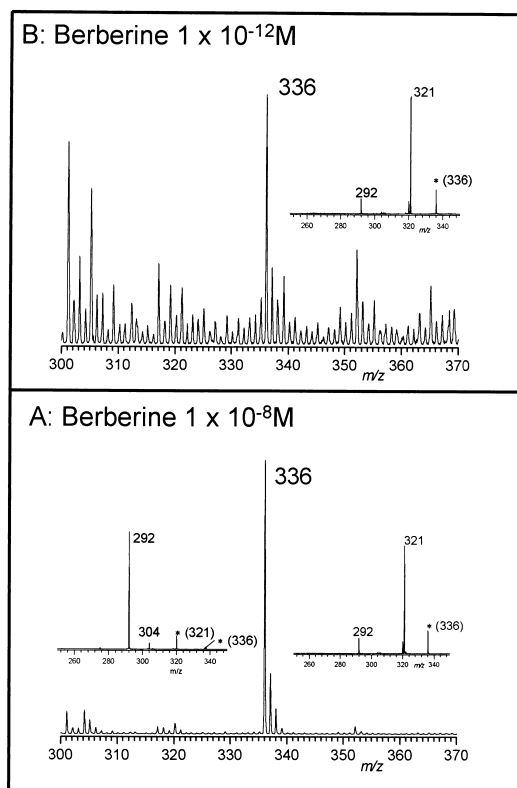 B: Berberine 1 x 10-12M
336
321
* (336)
292
260 280 300 320 m/z 340
300 310 320 330 340 350 360 370
m/z
A: Berberine 1 x 10-8M
336
292
304 * (321)
* (336)
260 280 300 320 340
m/z
321
292 * (336)
260 280 300 320 m/z 340
300 310 320 330 340 350 360 370
m/z